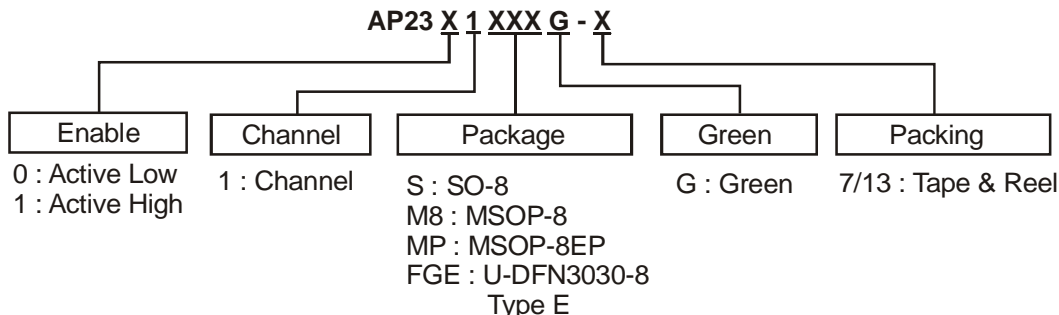 AP23 X 1 XXX G - X
Enable
0 : Active Low
1 : Active High
Channel
1 : Channel
Package
S : SO-8
M8 : MSOP-8
MP : MSOP-8EP
FGE : U-DFN3030-8
Type E
Green
G : Green
Packing
7/13 : Tape & Reel